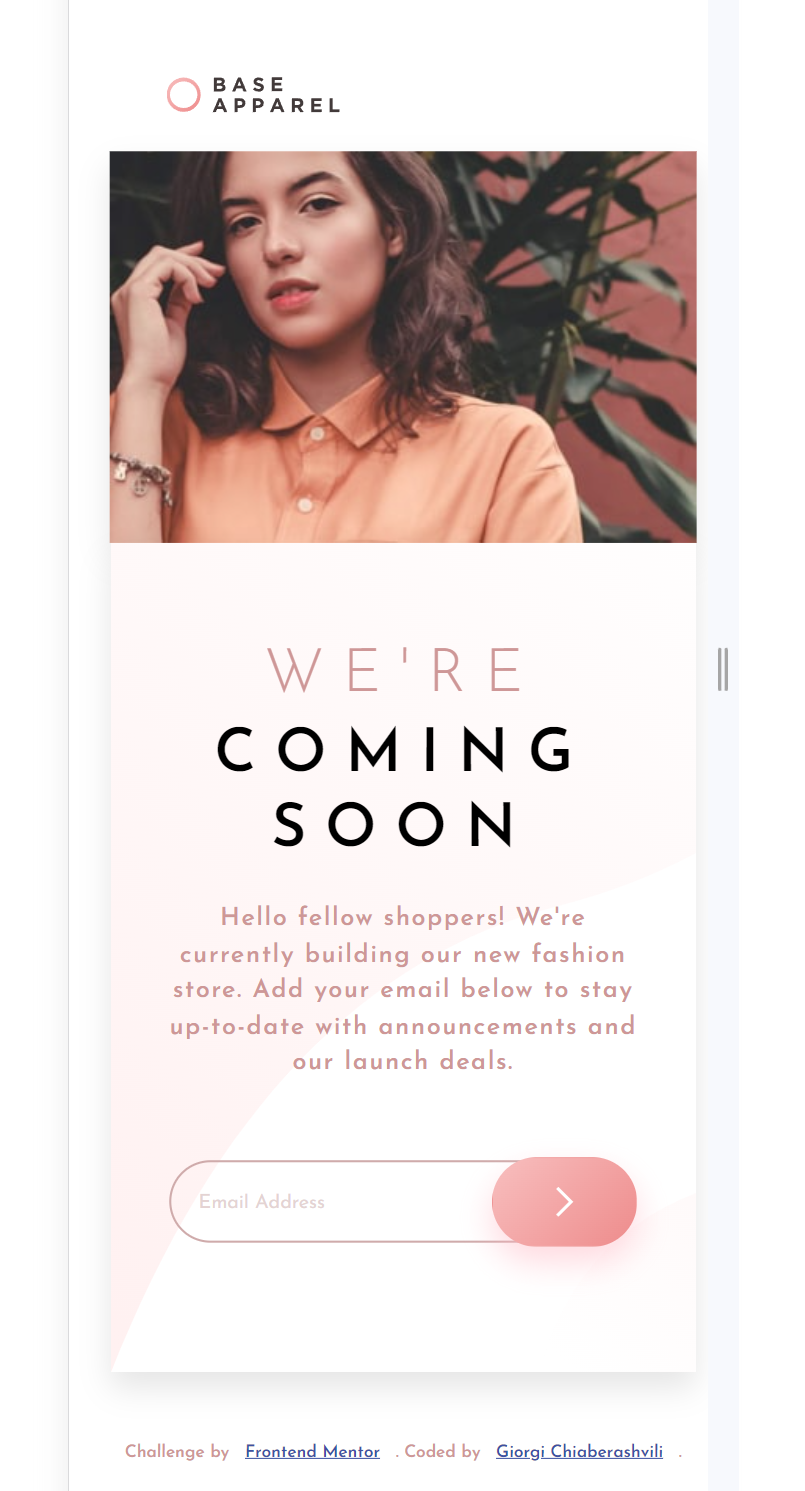 BASE
APPAREL
WE'RE
COMING
SOON
Hello fellow shoppers! We're
currently building our new fashion
store. Add your email below to stay
up-to-date with announcements and
our launch deals.
Email Address
Challenge by Frontend Mentor . Coded by Giorgi Chiaberashvili .